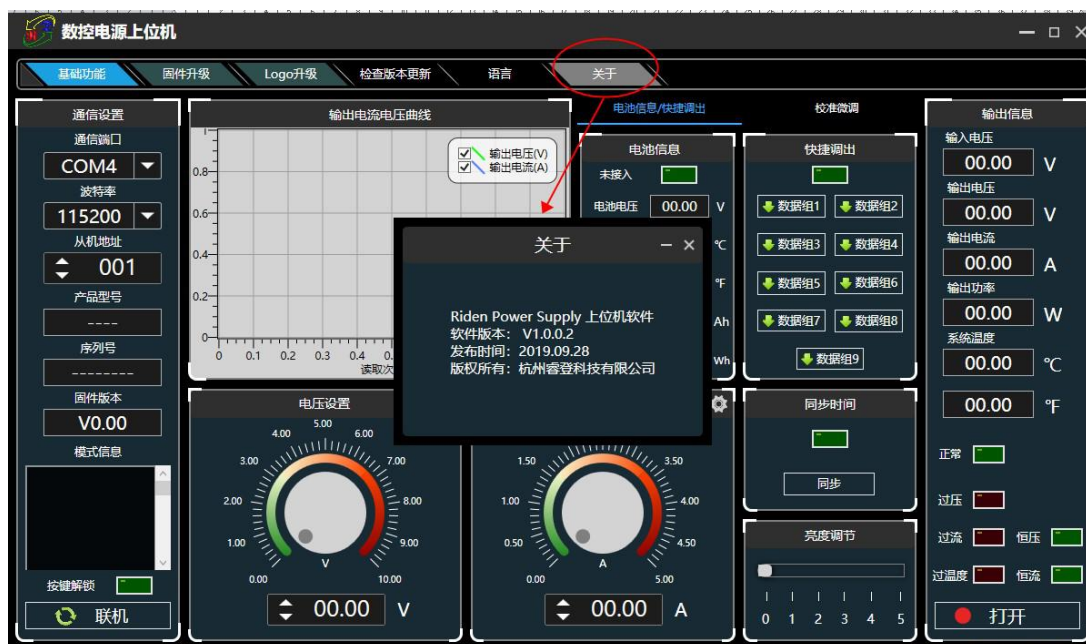 数控电源上位机
基础功能
固件升级
Logo升级
检查版本更新
语言
关于
通信设置
通信端口
COM4
波特率
115200
从机地址
001
产品型号
----
序列号
--------
固件版本
V0.00
模式信息
按键解锁
联机
输出电流电压曲线
输出电压(V)
输出电流(A)
1
0.8
0.6
0.4
0.2
0
0 0.1 0.2 0.3 0.4 0.
读取次
电池信息/快捷调出
校准微调
电池信息
未接入
电池电压 00.00 V
℃
℉
Ah
Wh
快捷调出
数据组1 数据组2
数据组3 数据组4
数据组5 数据组6
数据组7 数据组8
数据组9
关于
Riden Power Supply 上位机软件
软件版本: V1.0.0.2
发布时间: 2019.09.28
版权所有: 杭州睿登科技有限公司
电压设置
0.00
1.00
2.00
3.00
4.00
5.00
6.00
7.00
8.00
9.00
10.00
V
00.00 V
0.00
0.50
1.00
1.50
3.50
4.00
4.50
5.00
A
00.00 A
同步时间
同步
亮度调节
0 1 2 3 4 5
输出信息
输入电压
00.00 V
输出电压
00.00 V
输出电流
00.00 A
输出功率
00.00 W
系统温度
00.00 ℃
00.00 ℉
正常
过压
过流 恒压
过温度 恒流
打开